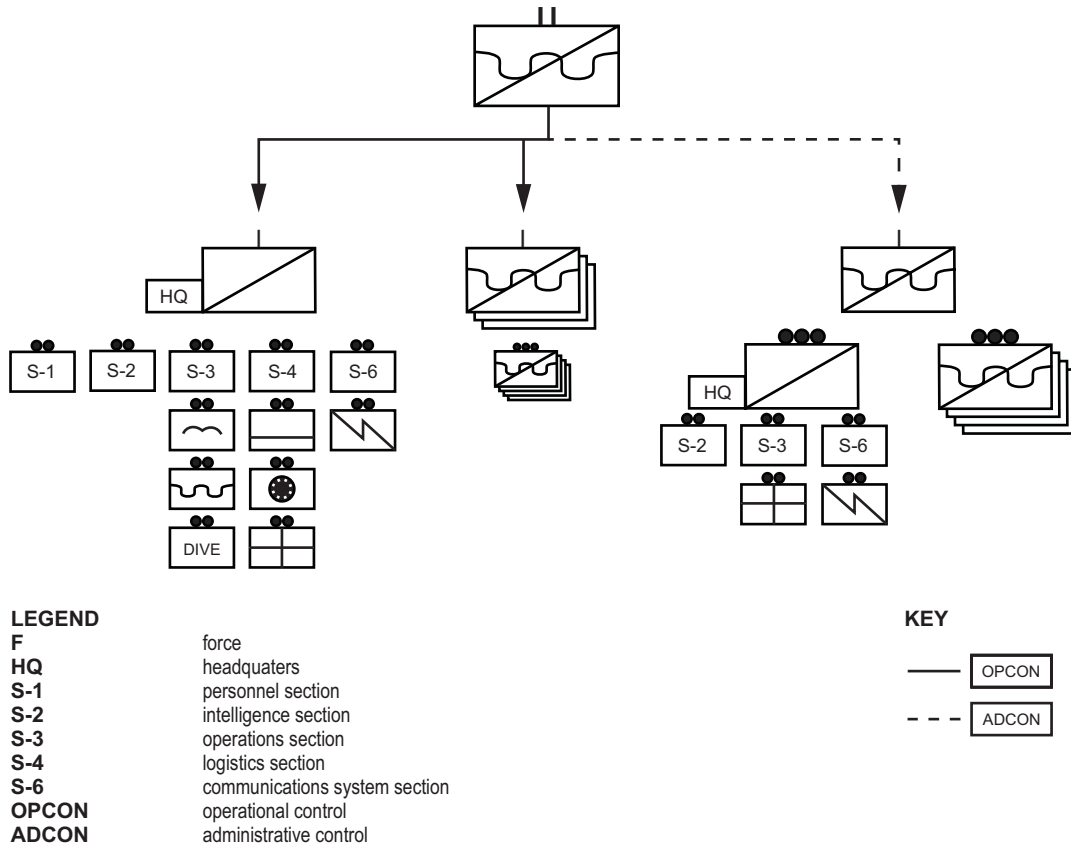 HQ
S-1 S-2 S-3 S-4 S-6
DIVE
HQ
S-2 S-3 S-6
LEGEND
F force
HQ headquaters
S-1 personnel section
S-2 intelligence section
S-3 operations section
S-4 logistics section
S-6 communications system section
OPCON operational control
ADCON administrative control
KEY
OPCON
ADCON